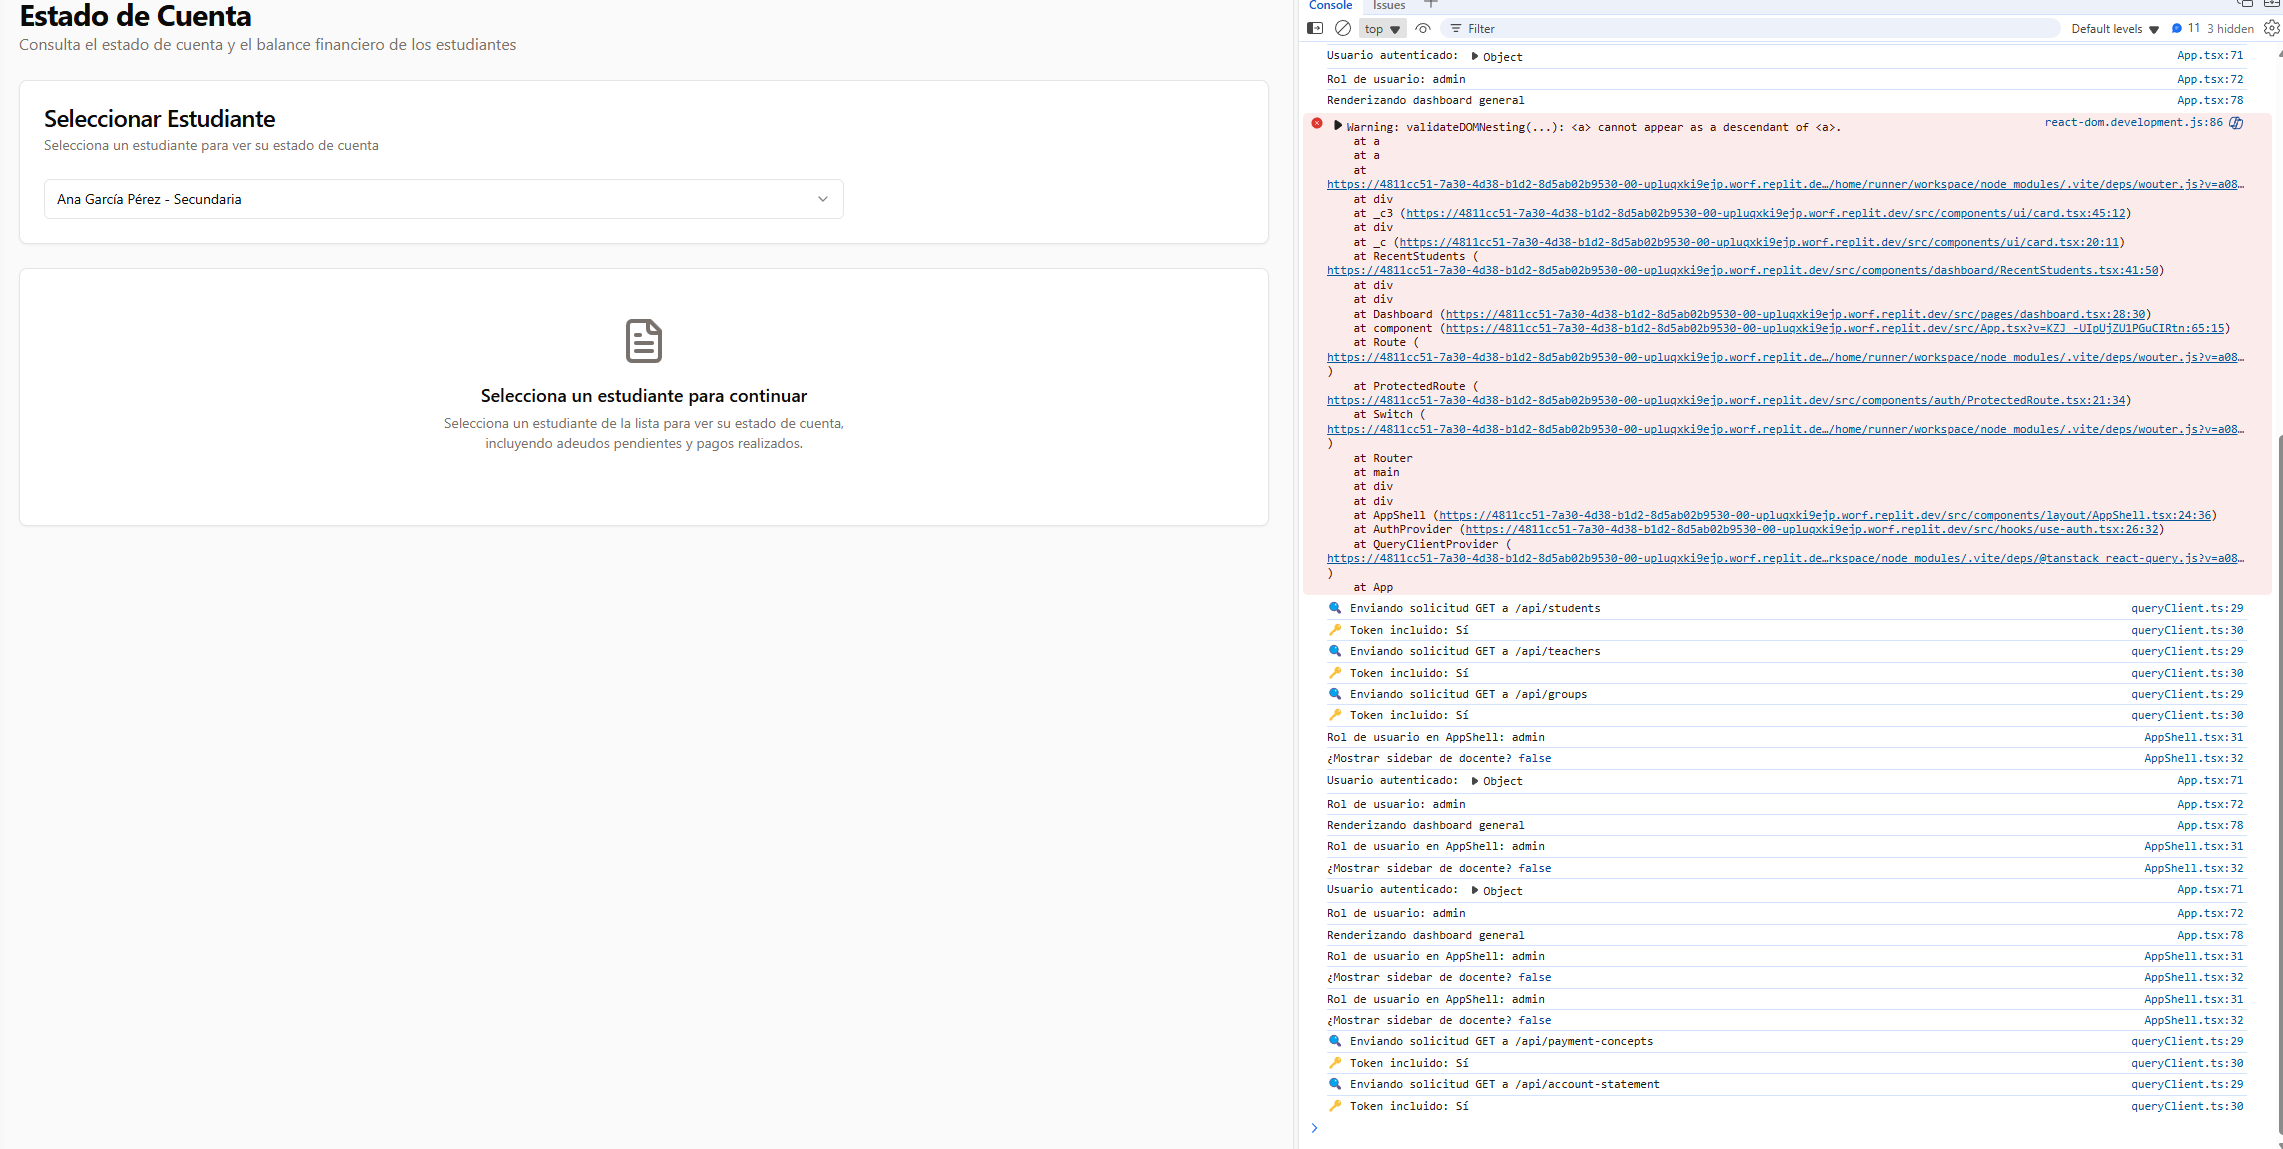 Estado de Cuenta
Consulta el estado de cuenta y el balance financiero de los estudiantes
Seleccionar Estudiante
Selecciona un estudiante para ver su estado de cuenta
Ana García Pérez - Secundaria
Selecciona un estudiante para continuar
Selecciona un estudiante de la lista para ver su estado de cuenta,
incluyendo adeudos pendientes y pagos realizados.
Console Issues
top Filter Default levels 11 3 hidden
Usuario autenticado: Object App.tsx:71
Rol de usuario: admin App.tsx:72
Renderizando dashboard general App.tsx:78
Warning: validateDOMNesting(...): <a> cannot appear as a descendant of <a>. react-dom.development.js:86
at a
at a
at
https://4811cc51-7a30-4d38-b1d2-8d5ab02b9530-00-upluqxki9ejp.worf.replit.de…/home/runner/workspace/node_modules/.vite/deps/wouter.js?v=a08…
at div
at _c3 (https://4811cc51-7a30-4d38-b1d2-8d5ab02b9530-00-upluqxki9ejp.worf.replit.dev/src/components/ui/card.tsx:45:12)
at div
at _c (https://4811cc51-7a30-4d38-b1d2-8d5ab02b9530-00-upluqxki9ejp.worf.replit.dev/src/components/ui/card.tsx:20:11)
at RecentStudents (
https://4811cc51-7a30-4d38-b1d2-8d5ab02b9530-00-upluqxki9ejp.worf.replit.dev/src/components/dashboard/RecentStudents.tsx:41:50)
at div
at div
at Dashboard (https://4811cc51-7a30-4d38-b1d2-8d5ab02b9530-00-upluqxki9ejp.worf.replit.dev/src/pages/dashboard.tsx:28:30)
at component (https://4811cc51-7a30-4d38-b1d2-8d5ab02b9530-00-upluqxki9ejp.worf.replit.dev/src/App.tsx?v=KZJ_-UIpUjZU1PGuCIRtn:65:15)
at Route (
https://4811cc51-7a30-4d38-b1d2-8d5ab02b9530-00-upluqxki9ejp.worf.replit.de…/home/runner/workspace/node_modules/.vite/deps/wouter.js?v=a08…
)
at ProtectedRoute (
https://4811cc51-7a30-4d38-b1d2-8d5ab02b9530-00-upluqxki9ejp.worf.replit.dev/src/components/auth/ProtectedRoute.tsx:21:34)
at Switch (
https://4811cc51-7a30-4d38-b1d2-8d5ab02b9530-00-upluqxki9ejp.worf.replit.de…/home/runner/workspace/node_modules/.vite/deps/wouter.js?v=a08…
)
at Router
at main
at div
at div
at AppShell (https://4811cc51-7a30-4d38-b1d2-8d5ab02b9530-00-upluqxki9ejp.worf.replit.dev/src/components/layout/AppShell.tsx:24:36)
at AuthProvider (https://4811cc51-7a30-4d38-b1d2-8d5ab02b9530-00-upluqxki9ejp.worf.replit.dev/src/hooks/use-auth.tsx:26:32)
at QueryClientProvider (
https://4811cc51-7a30-4d38-b1d2-8d5ab02b9530-00-upluqxki9ejp.worf.replit.de…rkspace/node_modules/.vite/deps/@tanstack_react-query.js?v=a08…
)
at App
🔍 Enviando solicitud GET a /api/students queryClient.ts:29
🔑 Token incluido: Sí queryClient.ts:30
🔍 Enviando solicitud GET a /api/teachers queryClient.ts:29
🔑 Token incluido: Sí queryClient.ts:30
🔍 Enviando solicitud GET a /api/groups queryClient.ts:29
🔑 Token incluido: Sí queryClient.ts:30
Rol de usuario en AppShell: admin AppShell.tsx:31
¿Mostrar sidebar de docente? false AppShell.tsx:32
Usuario autenticado: Object App.tsx:71
Rol de usuario: admin App.tsx:72
Renderizando dashboard general App.tsx:78
Rol de usuario en AppShell: admin AppShell.tsx:31
¿Mostrar sidebar de docente? false AppShell.tsx:32
Usuario autenticado: Object App.tsx:71
Rol de usuario: admin App.tsx:72
Renderizando dashboard general App.tsx:78
Rol de usuario en AppShell: admin AppShell.tsx:31
¿Mostrar sidebar de docente? false AppShell.tsx:32
Rol de usuario en AppShell: admin AppShell.tsx:31
¿Mostrar sidebar de docente? false AppShell.tsx:32
🔍 Enviando solicitud GET a /api/payment-concepts queryClient.ts:29
🔑 Token incluido: Sí queryClient.ts:30
🔍 Enviando solicitud GET a /api/account-statement queryClient.ts:29
🔑 Token incluido: Sí queryClient.ts:30